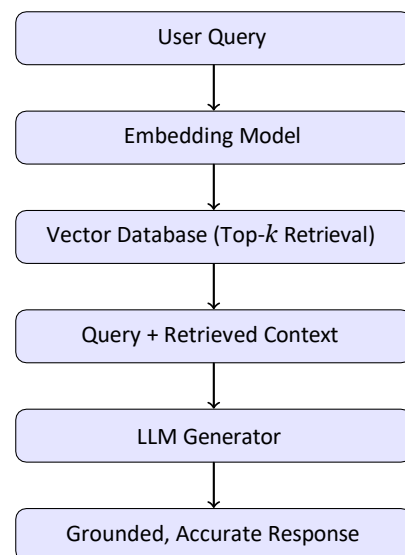 User Query
Embedding Model
Vector Database (Top-k Retrieval)
Query + Retrieved Context
LLM Generator
Grounded, Accurate Response